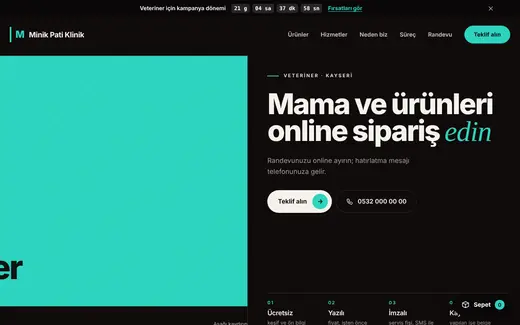 Veteriner için kampanya dönemi 21 g 04 sa 37 dk 58 sn Fırsatları gör
M Minik Pati Klinik
Ürünler Hizmetler Neden biz Süreç Randevu Teklif alın
VETERİNER · KAYSERİ
Mama ve ürünleri
online sipariş edin
Randevunuzu online ayırın; hatırlatma mesajı
telefonunuza gelir.
Teklif alın → 0532 000 00 00
er
01 02 03 0
Ücretsiz Yazılı İmzalı
Sepet 0
keşif ve ön bilgi fiyat, işten önce servis fişi, SMS ile